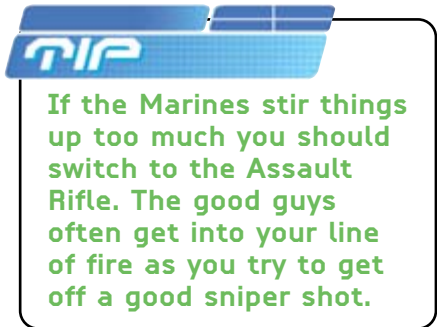 TIP
If the Marines stir things
up too much you should
switch to the Assault
Rifle. The good guys
often get into your line
of fire as you try to get
off a good sniper shot.